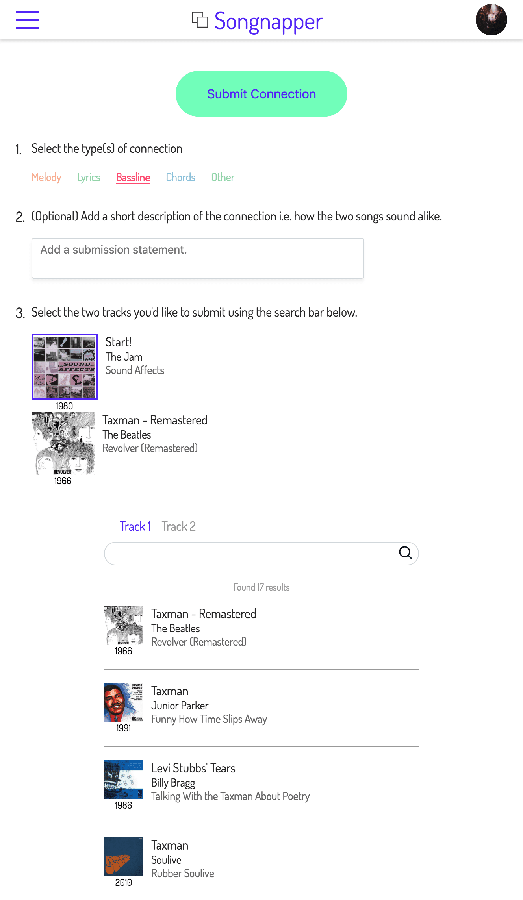 Songnapper
Submit Connection
1. Select the type(s) of connection
Melody Lyrics Bassline Chords Other
2. (Optional) Add a short description of the connection i.e. how the two songs sound alike.
Add a submission statement.
3. Select the two tracks you'd like to submit using the search bar below.
SOUND
AFFECTS
1980
Start!
The Jam
Sound Affects
REVOLVER
1966
Taxman - Remastered
The Beatles
Revolver (Remastered)
Track 1 Track 2
Found 17 results
1966
Taxman - Remastered
The Beatles
Revolver (Remastered)
1991
Taxman
Junior Parker
Funny How Time Slips Away
1986
Levi Stubbs' Tears
Billy Bragg
Talking With the Taxman About Poetry
2019
Taxman
Soulive
Rubber Soulive